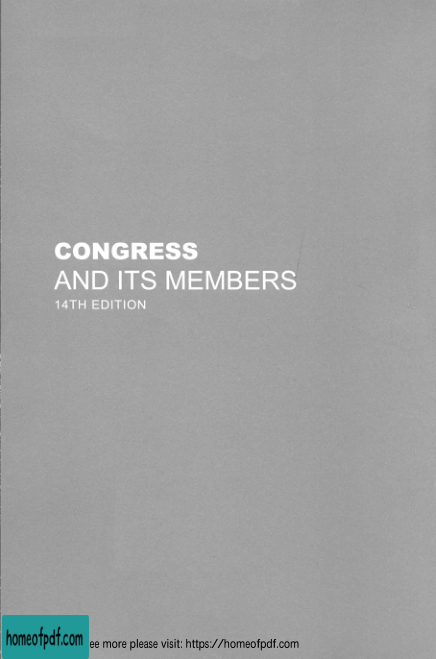 CONGRESS
AND ITS MEMBERS
14TH EDITION
homeofpdf.com
ee more please visit: https://homeofpdf.com